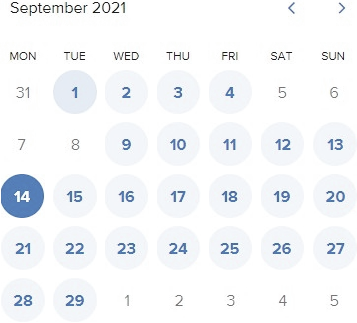 September 2021
MON TUE WED THU FRI SAT SUN
31 1 2 3 4 5 6
7 8 9 10 11 12 13
14 15 16 17 18 19 20
21 22 23 24 25 26 27
28 29 1 2 3 4 5